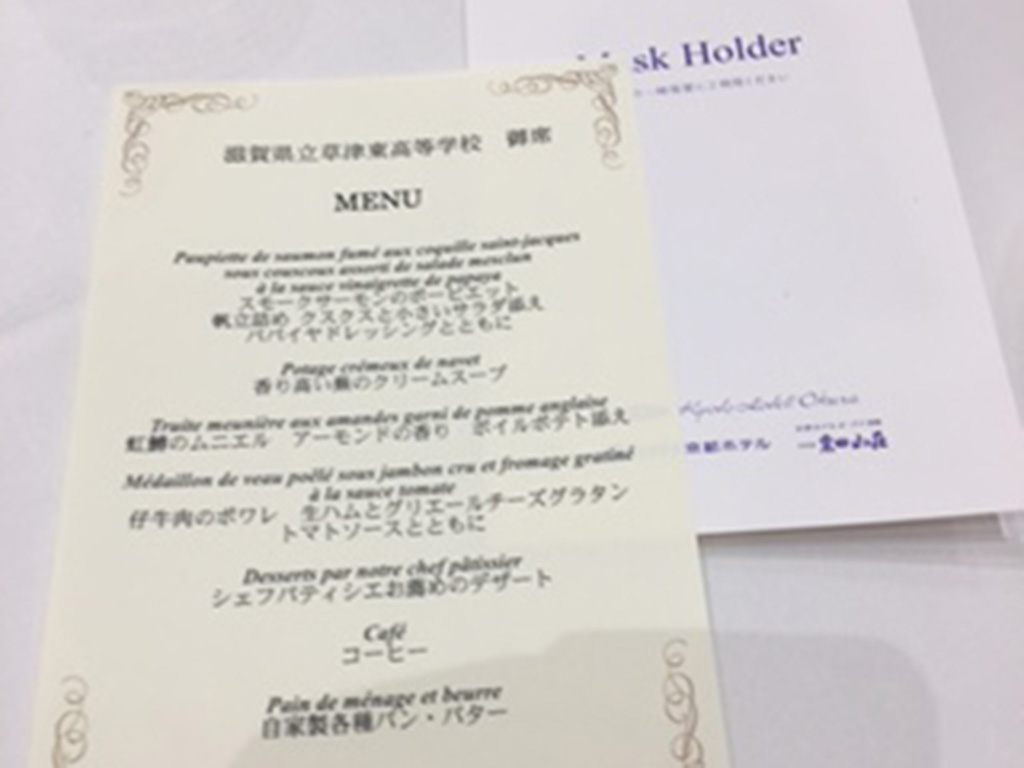 滋賀県立草津東高等学校 御席
MENU
Paupiette de saumon fumé aux coquille saint-jacques
sous couscous assorti de salade mesclun
à la sauce vinaigrette de papaya
スモークサーモンのポーピエット
帆立詰め クスクスと小さいサラダ添え
パパイヤドレッシングとともに
Potage crémeux de navet
香り高い蕪のクリームスープ
Truite meunière aux amandes garni de pomme anglaise
虹鱒のムニエル アーモンドの香り ボイルポテト添え
Médaillon de veau poêlé sous jambon cru et fromage gratiné
à la sauce tomate
仔牛肉のポワレ 生ハムとグリエールチーズグラタン
トマトソースとともに
Desserts par notre chef pâtissier
シェフパティシエお薦めのデザート
Café
コーヒー
Pain de ménage et beurre
自家製各種パン・バター
sk Holder
Kyoto Hotel Okura
京都ホテル